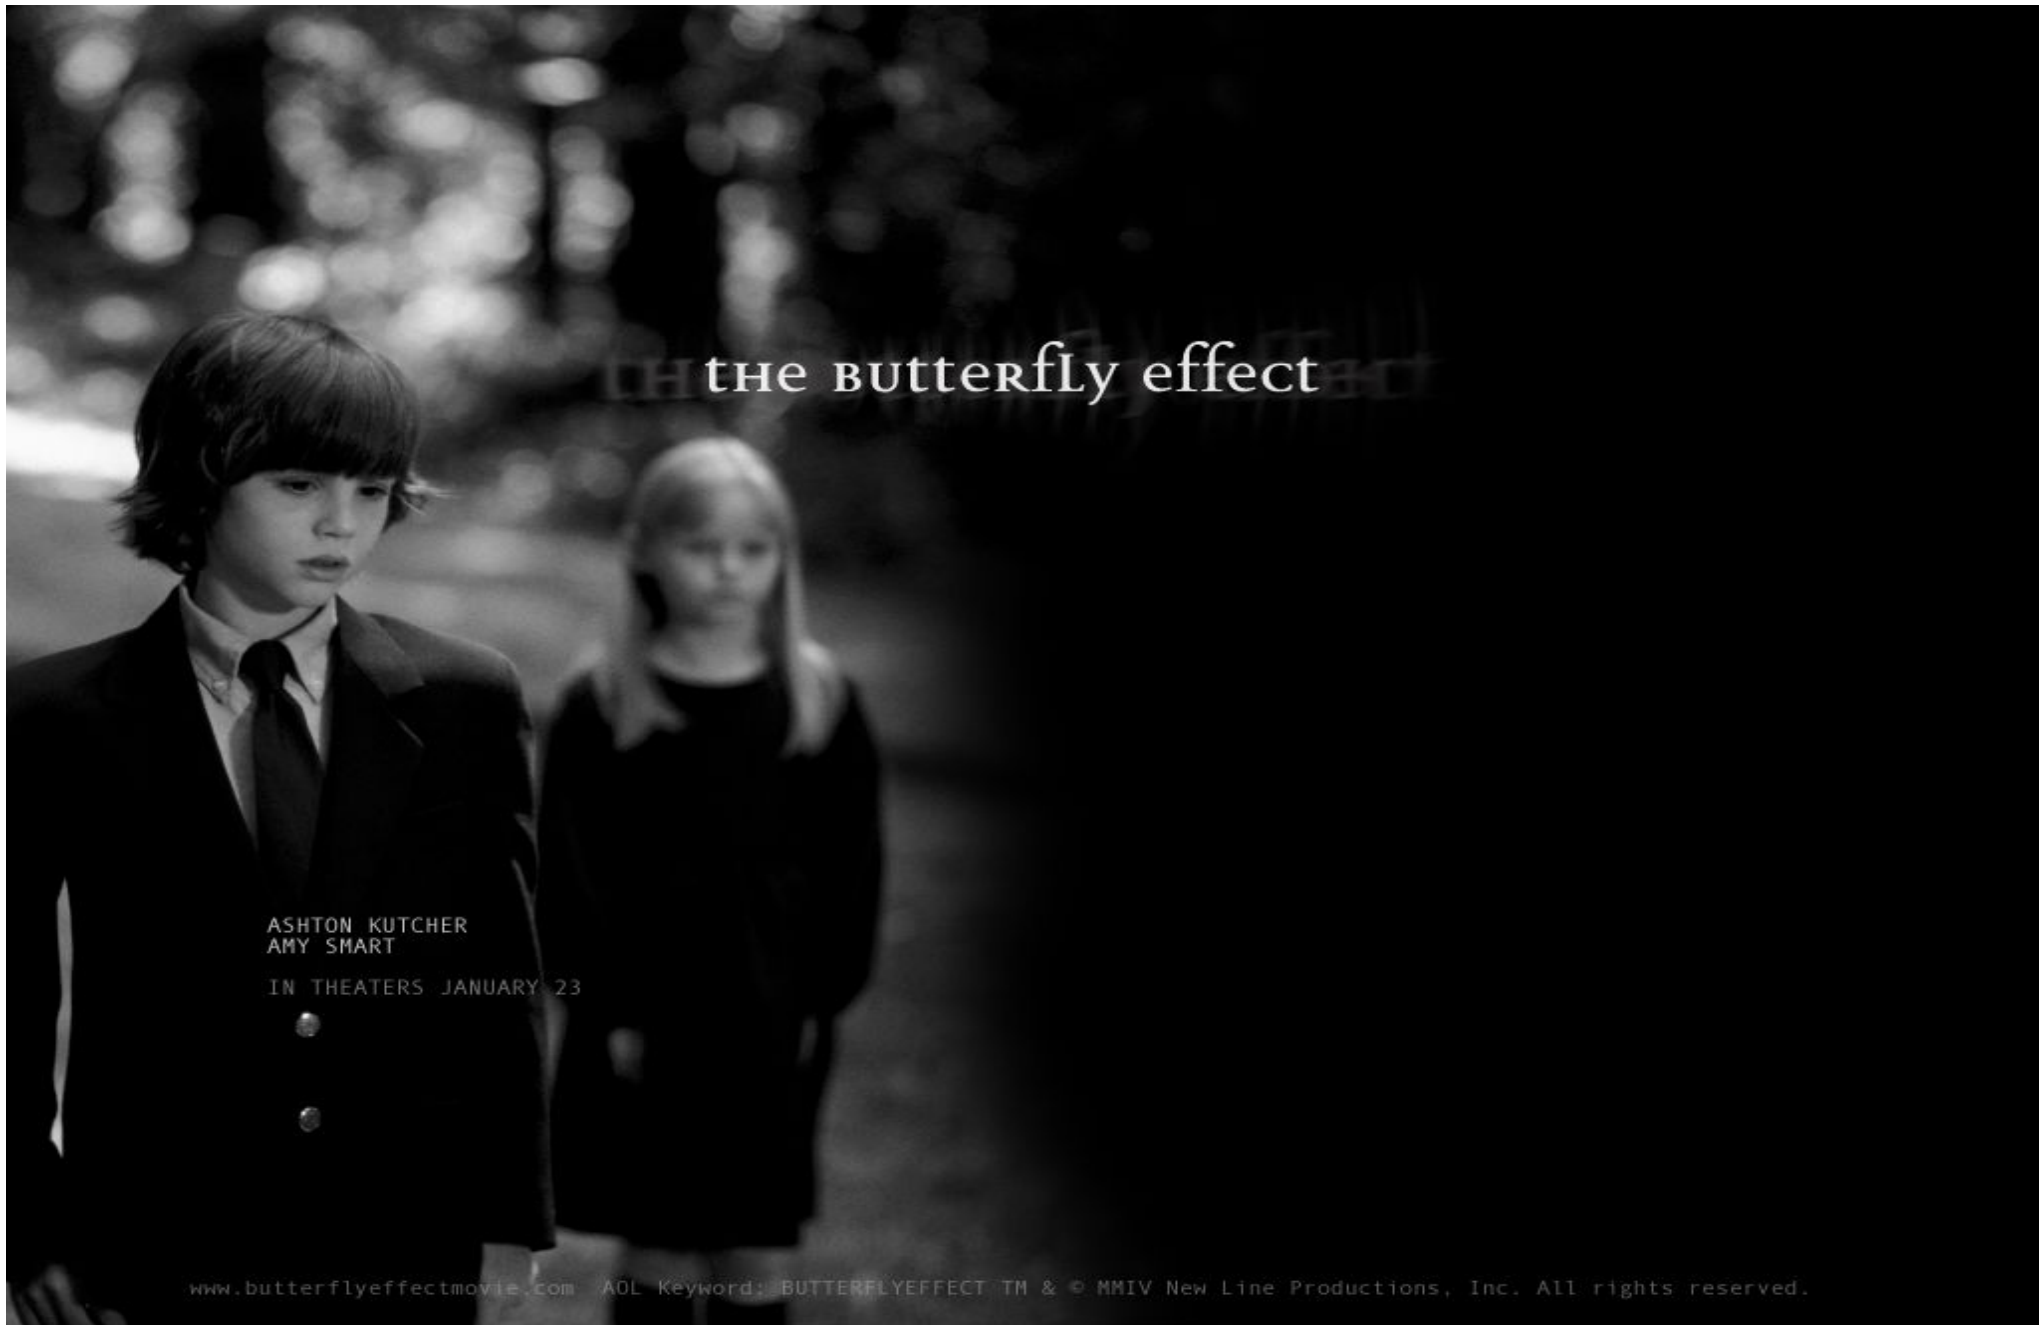 the Butterfly effect
ASHTON KUTCHER
AMY SMART
IN THEATERS JANUARY 23
www.butterflyeffectmovie.com AOL Keyword: BUTTERFLYEFFECT TM & © MMIV New Line Productions, Inc. All rights reserved.